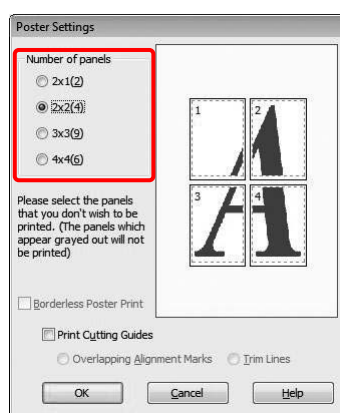 Poster Settings
Number of panels
2x1(2)
2x2(4)
3x3(9)
4x4(6)
1
2
3
4
Please select the panels
that you don't wish to be
printed. (The panels which
appear grayed out will not
be printed)
Borderless Poster Print
Print Cutting Guides
Overlapping Alignment Marks
Trim Lines
OK
Cancel
Help